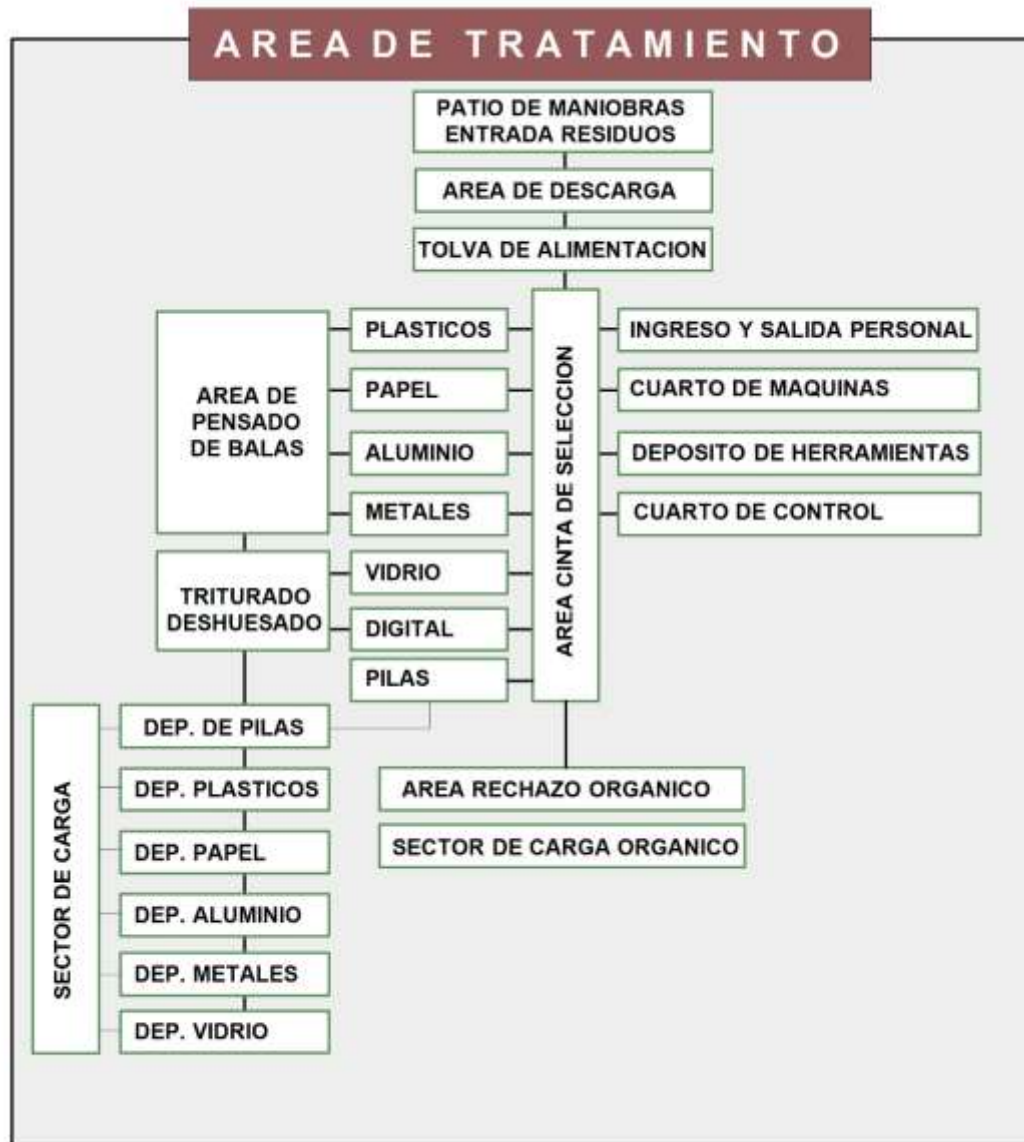 AREA DE TRATAMIENTO
PATIO DE MANIOBRAS
ENTRADA RESIDUOS
AREA DE DESCARGA
TOLVA DE ALIMENTACION
AREA DE
PENSADO
DE BALAS
TRITURADO
DESHUESADO
PLASTICOS
PAPEL
ALUMINIO
METALES
VIDRIO
DIGITAL
PILAS
AREA CINTA DE SELECCION
INGRESO Y SALIDA PERSONAL
CUARTO DE MAQUINAS
DEPOSITO DE HERRAMIENTAS
CUARTO DE CONTROL
SECTOR DE CARGA
DEP. DE PILAS
DEP. PLASTICOS
DEP. PAPEL
DEP. ALUMINIO
DEP. METALES
DEP. VIDRIO
AREA RECHAZO ORGANICO
SECTOR DE CARGA ORGANICO